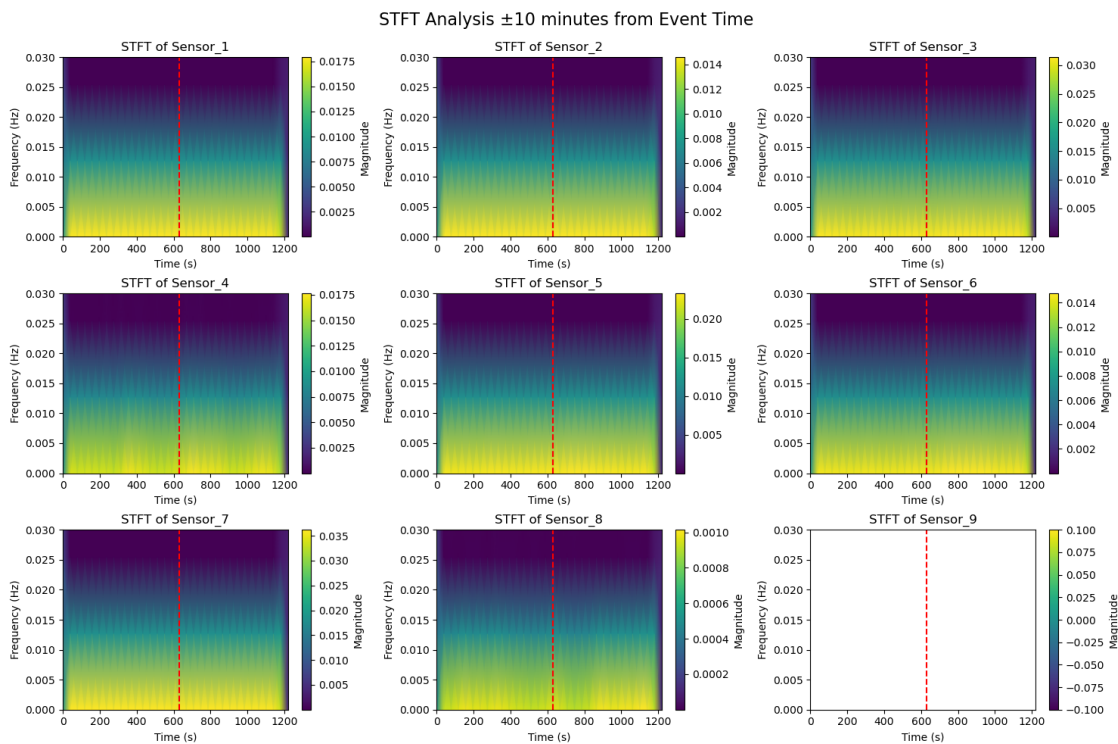 STFT Analysis ±10 minutes from Event Time
STFT of Sensor_1
0.030
0.025
0.020
0.015
0.010
0.005
0.000
Frequency (Hz)
0 200 400 600 800 1000 1200
Time (s)
0.0175
0.0150
0.0125
0.0100
0.0075
0.0050
0.0025
Magnitude
STFT of Sensor_2
0.030
0.025
0.020
0.015
0.010
0.005
0.000
Frequency (Hz)
0 200 400 600 800 1000 1200
Time (s)
0.014
0.012
0.010
0.008
0.006
0.004
0.002
Magnitude
STFT of Sensor_3
0.030
0.025
0.020
0.015
0.010
0.005
0.000
Frequency (Hz)
0 200 400 600 800 1000 1200
Time (s)
0.030
0.025
0.020
0.015
0.010
0.005
Magnitude
STFT of Sensor_4
0.030
0.025
0.020
0.015
0.010
0.005
0.000
Frequency (Hz)
0 200 400 600 800 1000 1200
Time (s)
0.0175
0.0150
0.0125
0.0100
0.0075
0.0050
0.0025
Magnitude
STFT of Sensor_5
0.030
0.025
0.020
0.015
0.010
0.005
0.000
Frequency (Hz)
0 200 400 600 800 1000 1200
Time (s)
0.020
0.015
0.010
0.005
Magnitude
STFT of Sensor_6
0.030
0.025
0.020
0.015
0.010
0.005
0.000
Frequency (Hz)
0 200 400 600 800 1000 1200
Time (s)
0.014
0.012
0.010
0.008
0.006
0.004
0.002
Magnitude
STFT of Sensor_7
0.030
0.025
0.020
0.015
0.010
0.005
0.000
Frequency (Hz)
0 200 400 600 800 1000 1200
Time (s)
0.035
0.030
0.025
0.020
0.015
0.010
0.005
Magnitude
STFT of Sensor_8
0.030
0.025
0.020
0.015
0.010
0.005
0.000
Frequency (Hz)
0 200 400 600 800 1000 1200
Time (s)
0.0010
0.0008
0.0006
0.0004
0.0002
Magnitude
STFT of Sensor_9
0.030
0.025
0.020
0.015
0.010
0.005
0.000
Frequency (Hz)
0 200 400 600 800 1000 1200
Time (s)
0.100
0.075
0.050
0.025
0.000
−0.025
−0.050
−0.075
−0.100
Magnitude